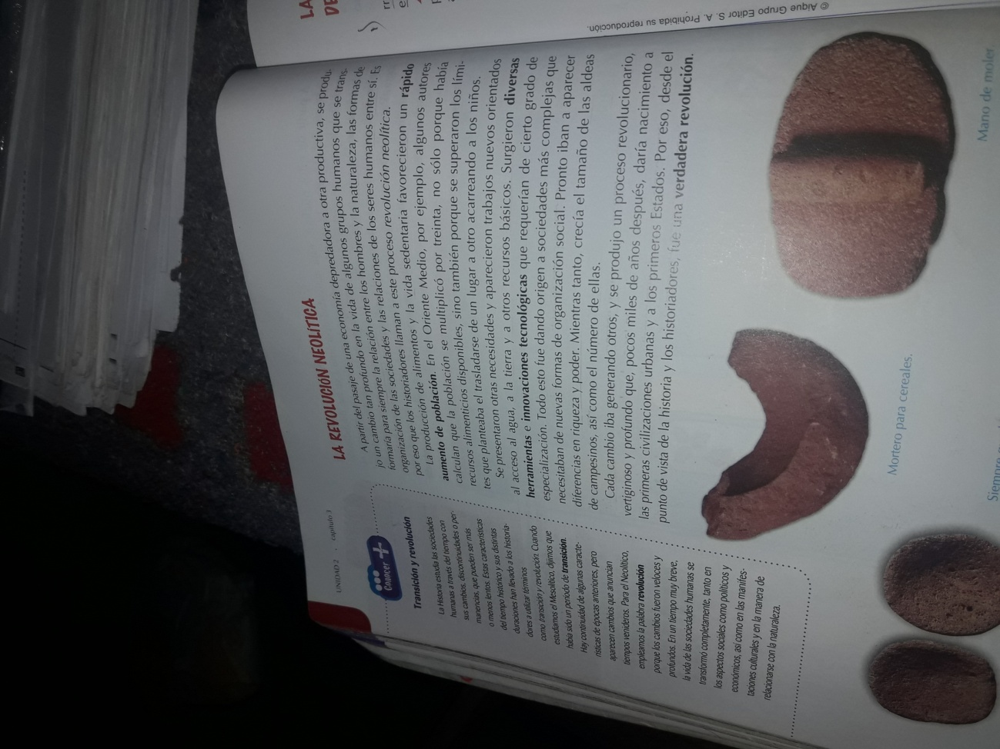 UNIDAD 2 • Capítulo 3
LA REVOLUCIÓN NEOLÍTICA
A partir del pasaje de una economía depredadora a otra productiva, se produ-
jo un cambio tan profundo en la vida de algunos grupos humanos que se trans-
formaría para siempre la relación entre los hombres y la naturaleza, las formas de
organización de las sociedades y las relaciones de los seres humanos entre sí. Es
por eso que los historiadores llaman a este proceso revolución neolítica.
La producción de alimentos y la vida sedentaria favorecieron un rápido
aumento de población. En el Oriente Medio, por ejemplo, algunos autores
calculan que la población se multiplicó por treinta, no sólo porque había
recursos alimenticios disponibles, sino también porque se superaron los lími-
tes que planteaba el trasladarse de un lugar a otro acarreando a los niños.
Se presentaron otras necesidades y aparecieron trabajos nuevos orientados
al acceso al agua, a la tierra y a otros recursos básicos. Surgieron diversas
herramientas e innovaciones tecnológicas que requerían de cierto grado de
especialización. Todo esto fue dando origen a sociedades más complejas que
necesitaban de nuevas formas de organización social. Pronto iban a aparecer
diferencias en riqueza y poder. Mientras tanto, crecía el tamaño de las aldeas
de campesinos, así como el número de ellas.
Cada cambio iba generando otros, y se produjo un proceso revolucionario,
vertiginoso y profundo que, pocos miles de años después, daría nacimiento a
las primeras civilizaciones urbanas y a los primeros Estados. Por eso, desde el
punto de vista de la historia y los historiadores, fue una verdadera revolución.
Conocer +
Transición y revolución
La Historia estudia las sociedades
humanas a través del tiempo con
sus cambios, discontinuidades o per-
manencias, que pueden ser más
o menos lentos. Estas características
del tiempo histórico y sus distintas
duraciones han llevado a los historia-
dores a utilizar términos
como transición y revolución. Cuando
estudiamos el Mesolítico, dijimos que
había sido un período de transición.
Hay continuidad de algunas caracte-
rísticas de épocas anteriores, pero
aparecen cambios que anuncian
tiempos venideros. Para el Neolítico,
empleamos la palabra revolución
porque los cambios fueron veloces y
profundos. En un tiempo muy breve,
la vida de las sociedades humanas se
transformó completamente, tanto en
los aspectos sociales como políticos y
económicos, así como en las manifes-
taciones culturales y en la manera de
relacionarse con la naturaleza.
Mortero para cereales.
Mano de moler
Siempre
© Aique Grupo Editor S. A. Prohibida su reproducción.
LA
DE